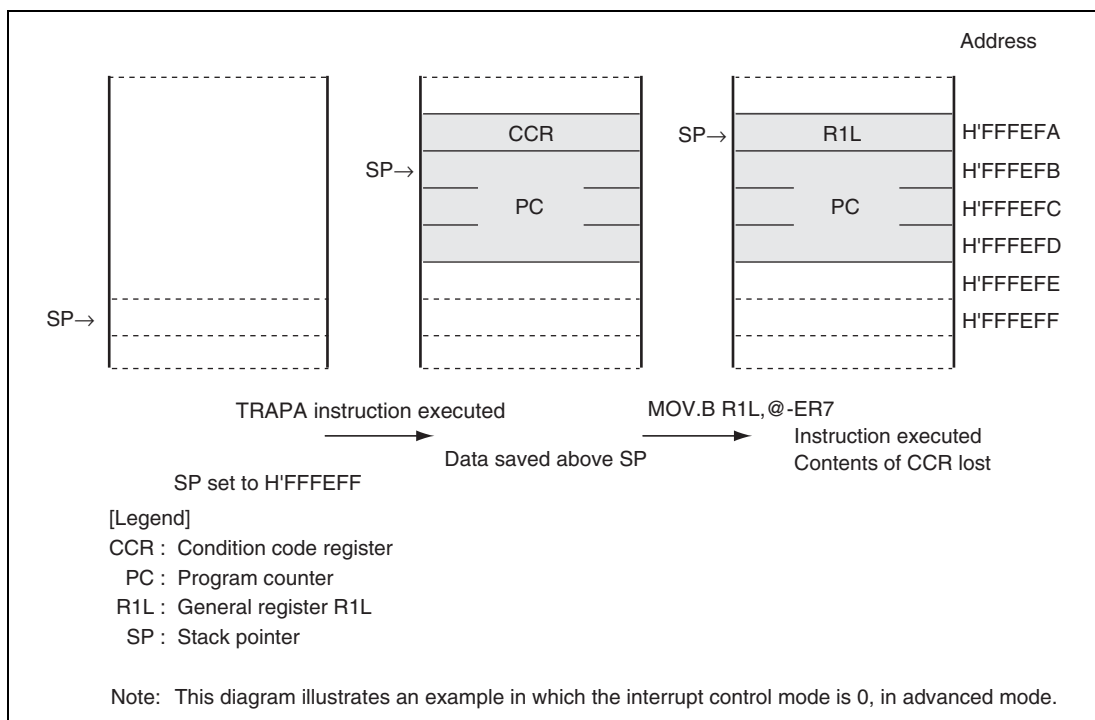 Address
CCR
SP→
PC
SP→
R1L
SP→
PC
H'FFFEFA
H'FFFEFB
H'FFFEFC
H'FFFEFD
H'FFFEFE
H'FFFEFF
SP→
TRAPA instruction executed
MOV.B R1L,@-ER7
Data saved above SP
Instruction executed
Contents of CCR lost
SP set to H'FFFEFF
[Legend]
CCR : Condition code register
PC : Program counter
R1L : General register R1L
SP : Stack pointer
Note: This diagram illustrates an example in which the interrupt control mode is 0, in advanced mode.